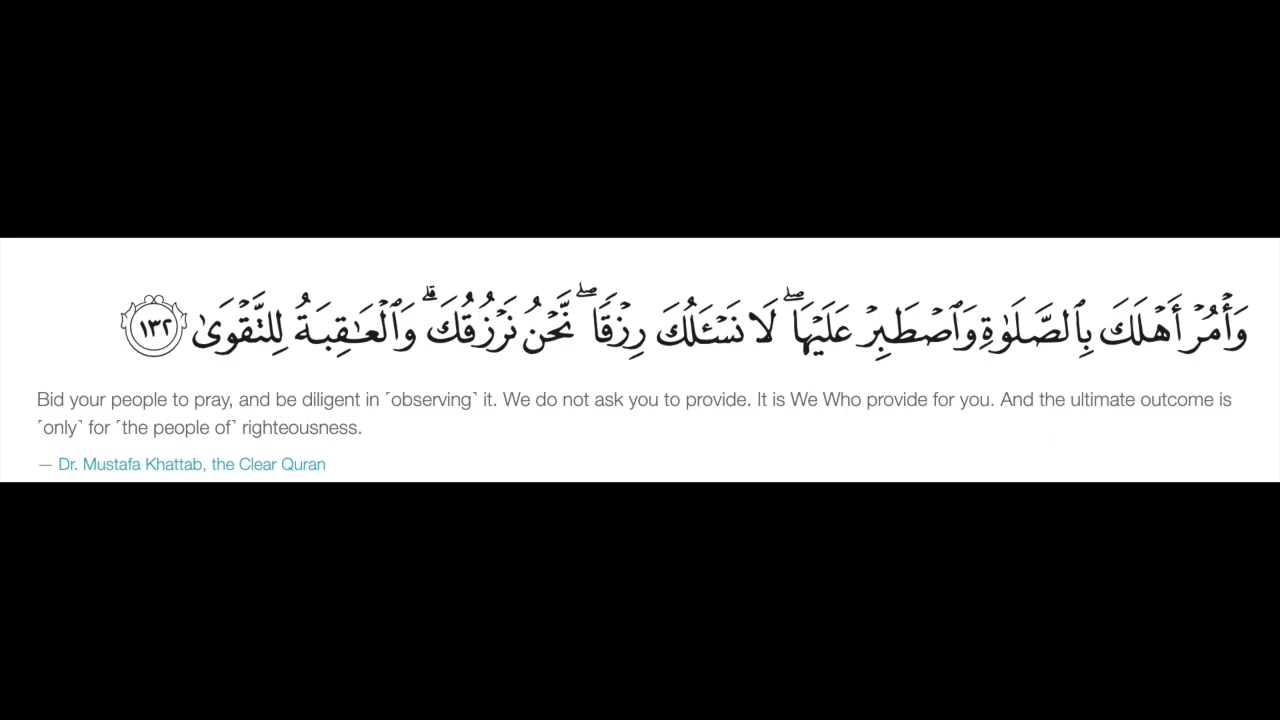 وَأْمُرْ أَهْلَكَ بِٱلصَّلَوٰةِ وَٱصْطَبِرْ عَلَيْهَا ۖ لَا نَسْـَٔلُكَ رِزْقًا ۖ نَّحْنُ نَرْزُقُكَ ۗ وَٱلْعَـٰقِبَةُ لِلتَّقْوَىٰ ١٣٢
Bid your people to pray, and be diligent in ˹observing˺ it. We do not ask you to provide. It is We Who provide for you. And the ultimate outcome is
˹only˺ for ˹the people of˺ righteousness.
— Dr. Mustafa Khattab, the Clear Quran